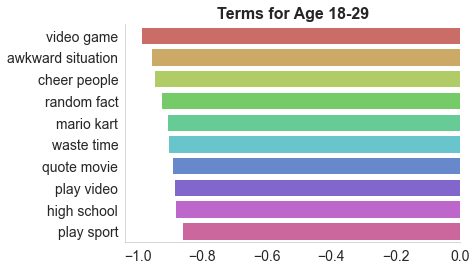 Terms for Age 18-29
video game
awkward situation
cheer people
random fact
mario kart
waste time
quote movie
play video
high school
play sport
−1.0 −0.8 −0.6 −0.4 −0.2 0.0